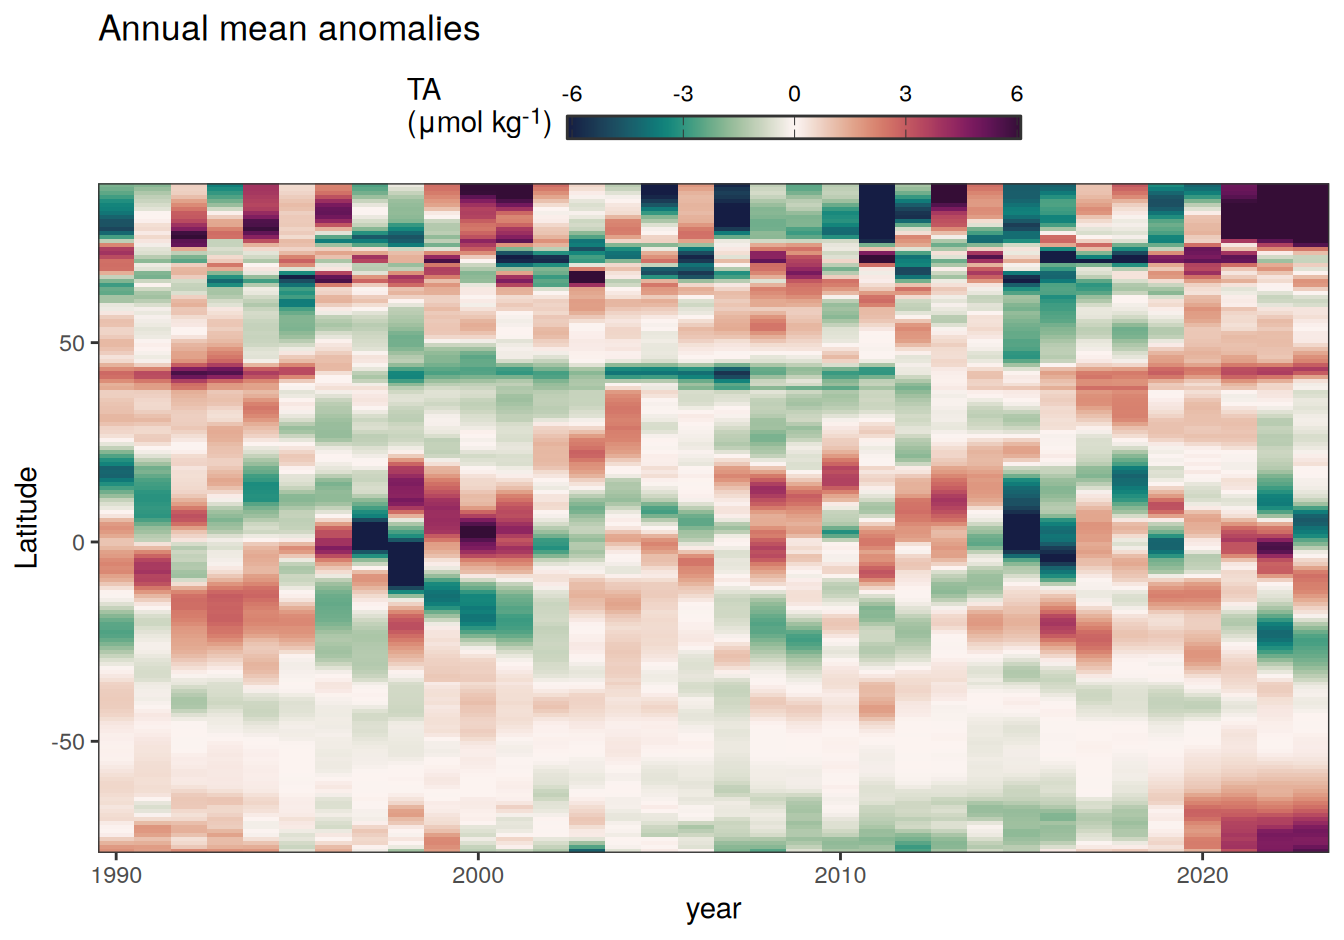 Annual mean anomalies
TA
(μmol kg⁻¹)
-6 -3 0 3 6
Latitude
50
0
-50
1990 2000 2010 2020
year